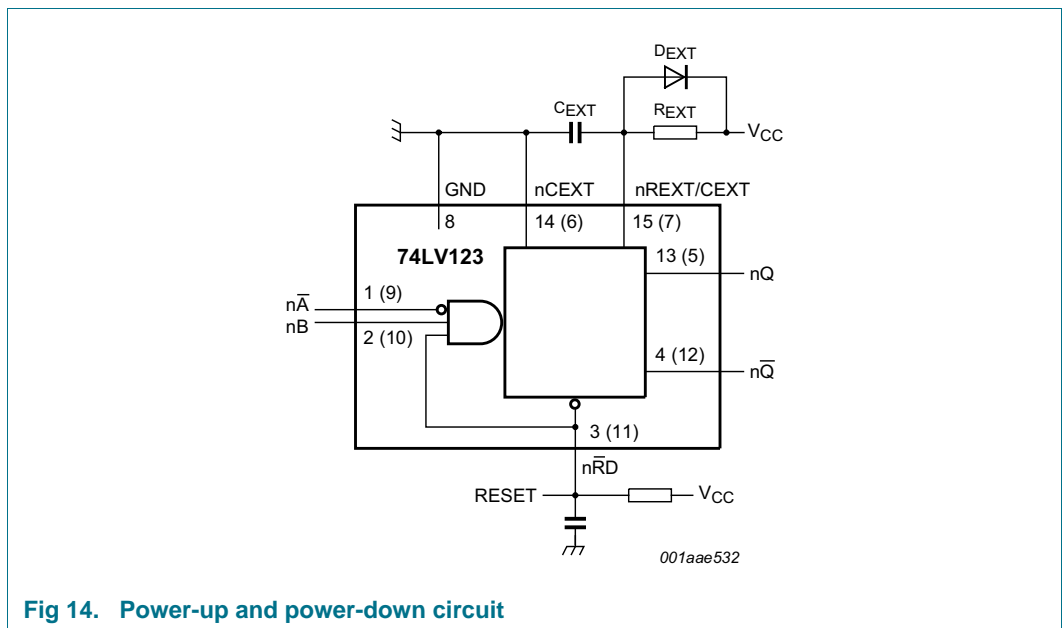 DEXT
CEXT
REXT
VCC
GND
nCEXT
nREXT/CEXT
8
14 (6)
15 (7)
74LV123
13 (5)
nQ
1 (9)
nA̅
nB
2 (10)
4 (12)
nQ̅
3 (11)
nR̅D
RESET
VCC
001aae532
Fig 14. Power-up and power-down circuit